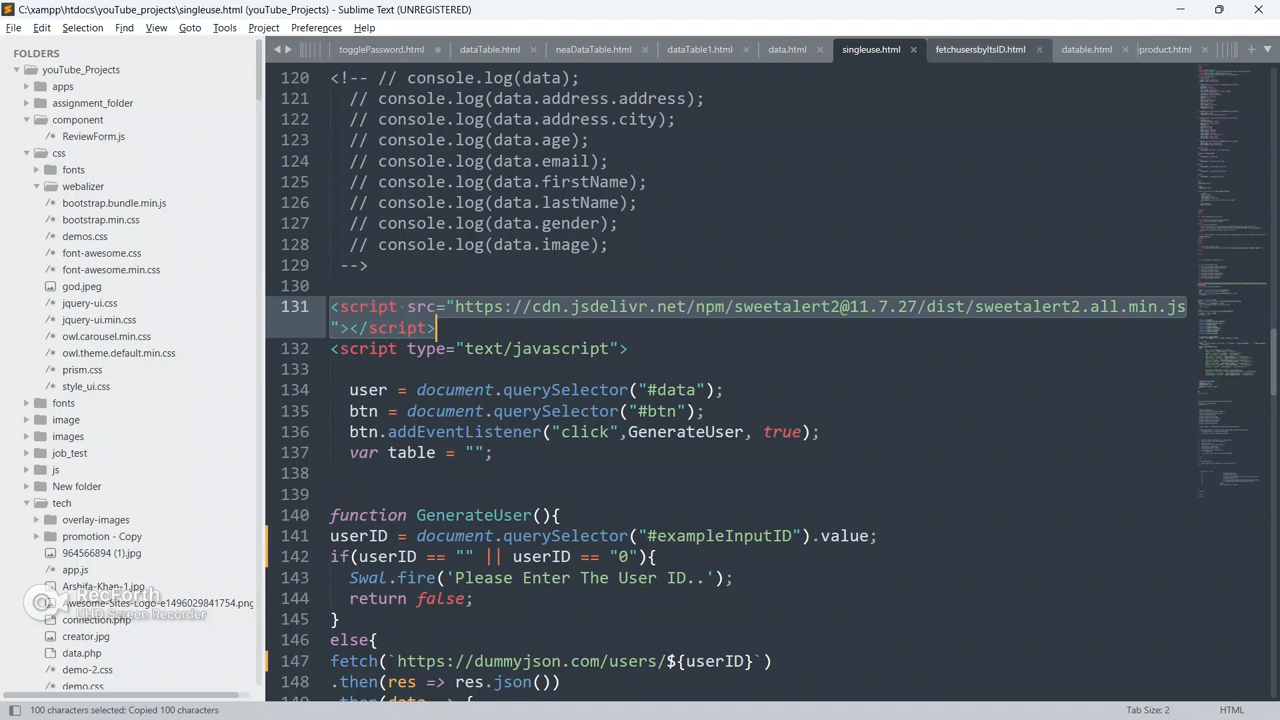 C:\xampp\htdocs\youTube_projects\singleuse.html (youTube_Projects) - Sublime Text (UNREGISTERED)
File Edit Selection Find View Goto Tools Project Preferences Help
FOLDERS
youTube_Projects
apps
assignment_folder
component
ReviewForm.js
css
fonts
webalizer
bootstrap.bundle.min.js
bootstrap.min.css
demos.css
font-awesome.css
font-awesome.min.css
god.jpeg
jquery-ui.css
jquery-ui.min.css
owl.carousel.min.css
owl.theme.default.min.css
prism.css
style_ui.css
fonts
image
images
job_test
js
New folder
tech
overlay-images
promotion - Copy
964566894 (1).jpg
app.js
Arshifa-Khan-1.jpg
Awesome-Sites-Logo-e1496029841754.png
connection.php
creator.jpg
data.php
demo-2.css
demo.css
RecForth
UHD Screen Recorder
togglePassword.html dataTable.html neaDataTable.html dataTable1.html data.html singleuse.html fetchusersbyItsID.html datable.html product.html
120 <!-- // console.log(data);
121 // console.log(data.address.address);
122 // console.log(data.address.city);
123 // console.log(data.age);
124 // console.log(data.email);
125 // console.log(data.firstName);
126 // console.log(data.lastName);
127 // console.log(data.gender);
128 // console.log(data.image);
129 -->
130
131 <script src="https://cdn.jsdelivr.net/npm/sweetalert2@11.7.27/dist/sweetalert2.all.min.js
"></script>
132 <script type="text/javascript">
133
134 user = document.querySelector("#data");
135 btn = document.querySelector("#btn");
136 btn.addEventListner("click",GenerateUser, true);
137 var table = "";
138
139
140 function GenerateUser(){
141 userID = document.querySelector("#exampleInputID").value;
142 if(userID == "" || userID == "0"){
143 Swal.fire('Please Enter The User ID..');
144 return false;
145 }
146 else{
147 fetch(`https://dummyjson.com/users/${userID}`)
148 .then(res => res.json())
149 .then(data => {
100 characters selected: Copied 100 characters
Tab Size: 2 HTML